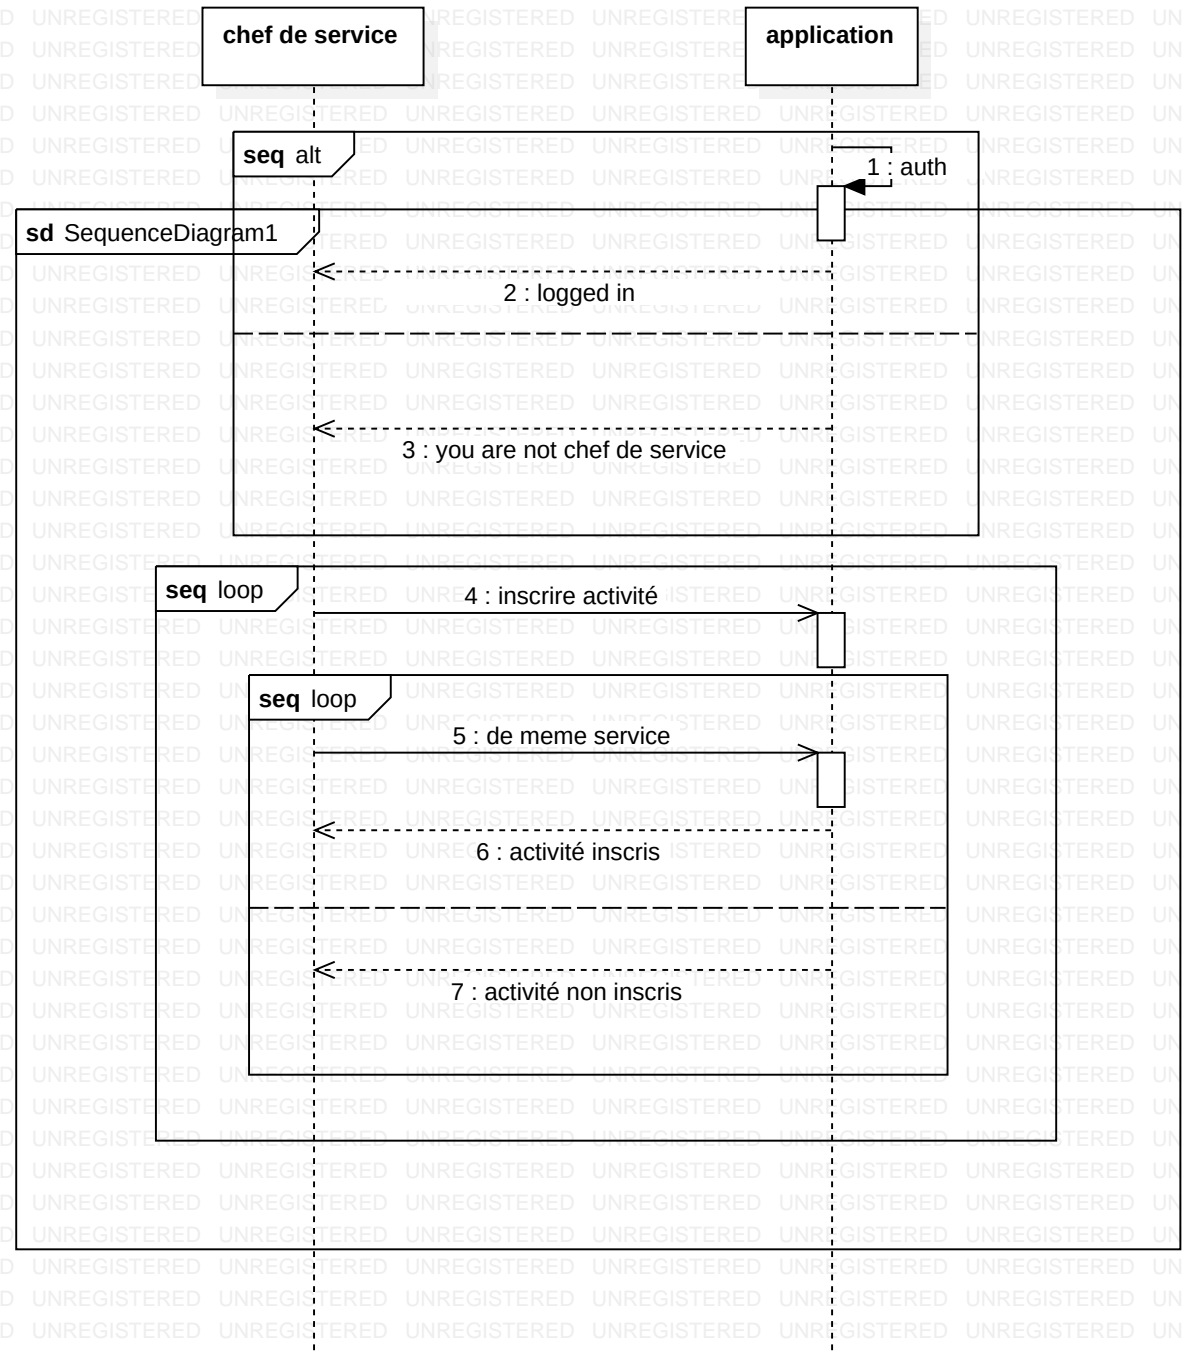 chef de service
application
seq alt
1 : auth
sd SequenceDiagram1
2 : logged in
3 : you are not chef de service
seq loop
4 : inscrire activité
seq loop
5 : de meme service
6 : activité inscris
7 : activité non inscris
UNREGISTERED